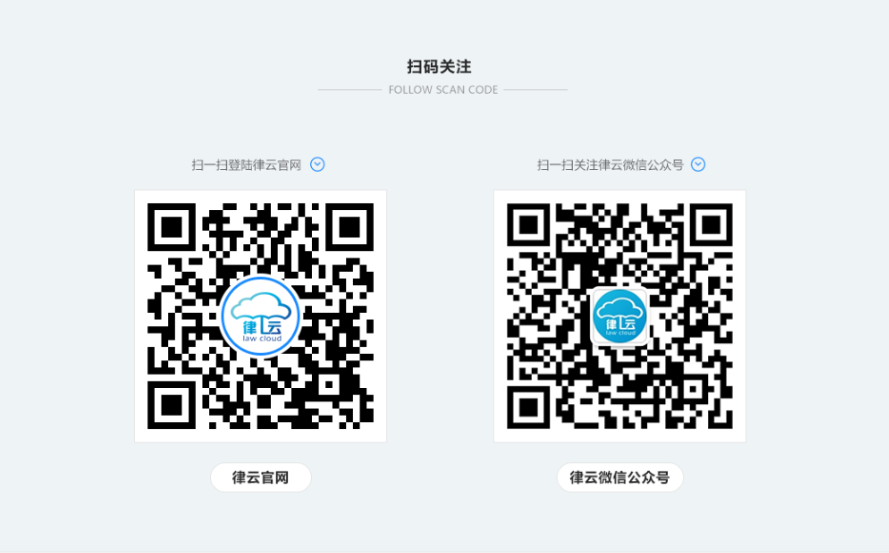 扫码关注
FOLLOW SCAN CODE
扫一扫登陆律云官网
扫一扫关注律云微信公众号
律云
law cloud
律云
law cloud
律云官网
律云微信公众号